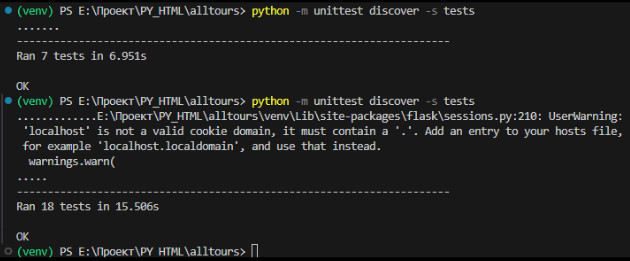 (venv) PS E:\Проект\PY_HTML\alltours> python -m unittest discover -s tests
.......
----------------------------------------------------------------------
Ran 7 tests in 6.951s
OK
(venv) PS E:\Проект\PY_HTML\alltours> python -m unittest discover -s tests
.............E:\Проект\PY_HTML\alltours\venv\Lib\site-packages\flask\sessions.py:210: UserWarning:
'localhost' is not a valid cookie domain, it must contain a '.'. Add an entry to your hosts file,
for example 'localhost.localdomain', and use that instead.
warnings.warn(
.....
----------------------------------------------------------------------
Ran 18 tests in 15.506s
OK
(venv) PS E:\Проект\PY_HTML\alltours>